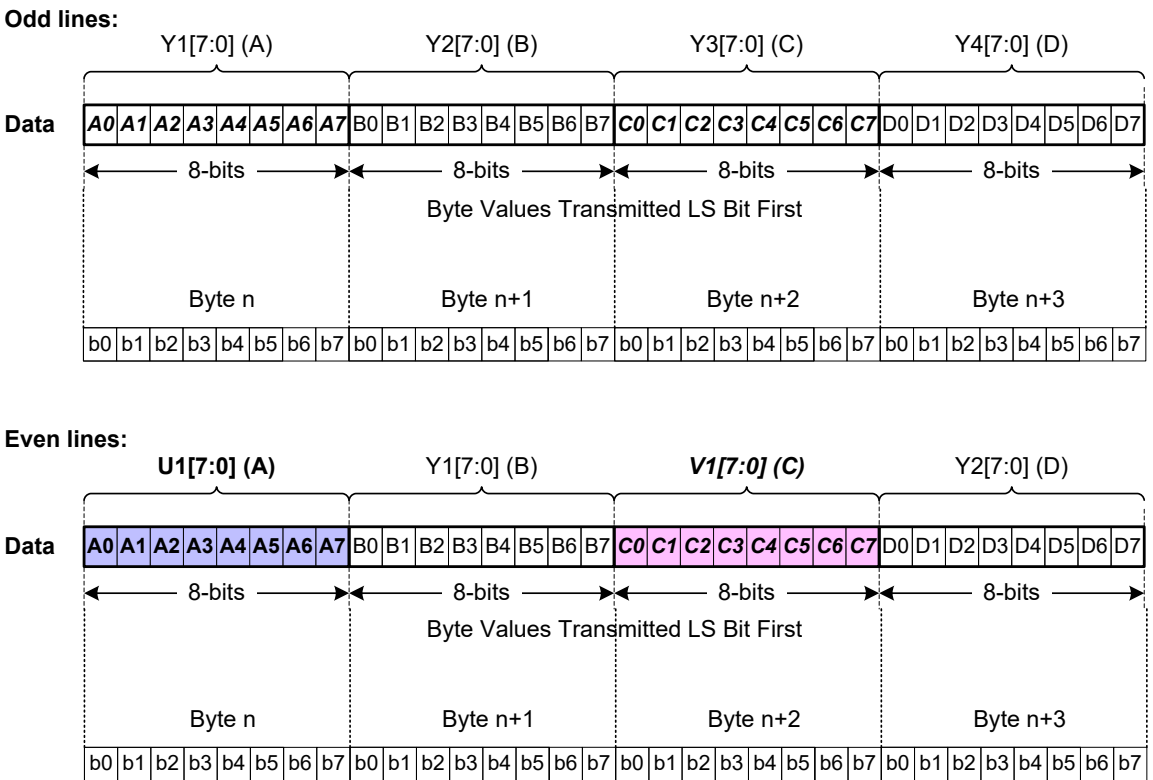 Odd lines:
Y1[7:0] (A) Y2[7:0] (B) Y3[7:0] (C) Y4[7:0] (D)
Data A0 A1 A2 A3 A4 A5 A6 A7 B0 B1 B2 B3 B4 B5 B6 B7 C0 C1 C2 C3 C4 C5 C6 C7 D0 D1 D2 D3 D4 D5 D6 D7
8-bits 8-bits 8-bits 8-bits
Byte Values Transmitted LS Bit First
Byte n Byte n+1 Byte n+2 Byte n+3
b0 b1 b2 b3 b4 b5 b6 b7 b0 b1 b2 b3 b4 b5 b6 b7 b0 b1 b2 b3 b4 b5 b6 b7 b0 b1 b2 b3 b4 b5 b6 b7
Even lines:
U1[7:0] (A) Y1[7:0] (B) V1[7:0] (C) Y2[7:0] (D)
Data A0 A1 A2 A3 A4 A5 A6 A7 B0 B1 B2 B3 B4 B5 B6 B7 C0 C1 C2 C3 C4 C5 C6 C7 D0 D1 D2 D3 D4 D5 D6 D7
8-bits 8-bits 8-bits 8-bits
Byte Values Transmitted LS Bit First
Byte n Byte n+1 Byte n+2 Byte n+3
b0 b1 b2 b3 b4 b5 b6 b7 b0 b1 b2 b3 b4 b5 b6 b7 b0 b1 b2 b3 b4 b5 b6 b7 b0 b1 b2 b3 b4 b5 b6 b7